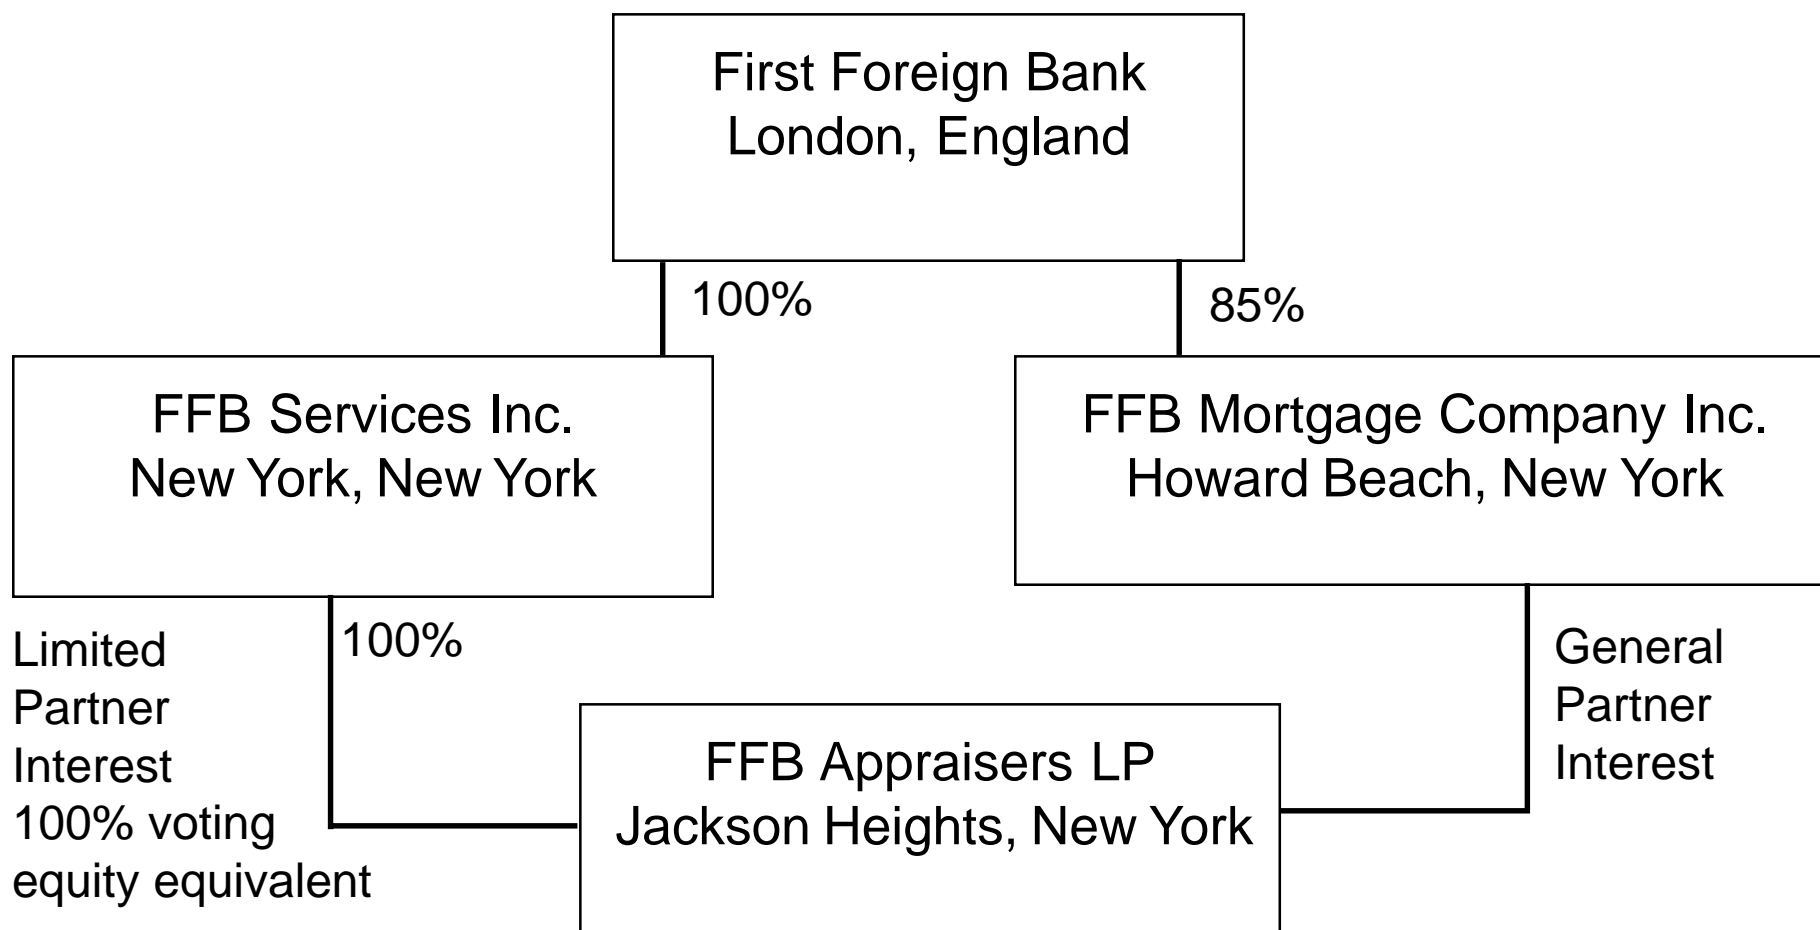 First Foreign Bank
London, England
100%
85%
FFB Services Inc.
New York, New York
FFB Mortgage Company Inc.
Howard Beach, New York
Limited
Partner
Interest
100% voting
equity equivalent
100%
General
Partner
Interest
FFB Appraisers LP
Jackson Heights, New York